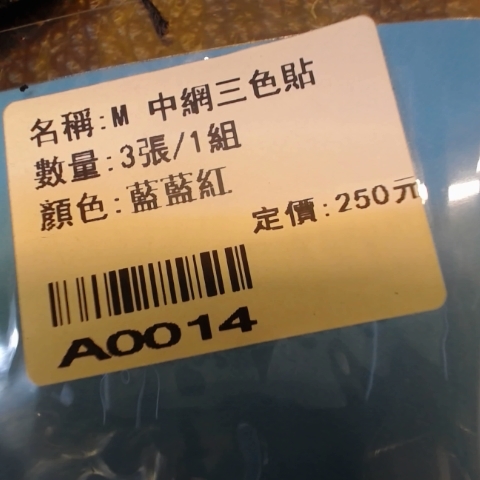 名稱:M 中網三色貼
數量:3張/1組
顏色:藍藍紅
定價:250元
A0014